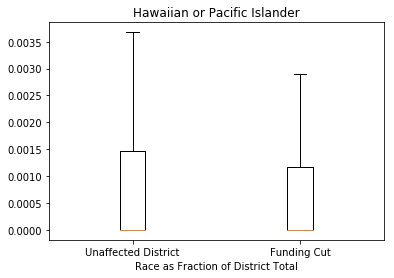 Hawaiian or Pacific Islander
0.0035
0.0030
0.0025
0.0020
0.0015
0.0010
0.0005
0.0000
Unaffected District Funding Cut
Race as Fraction of District Total